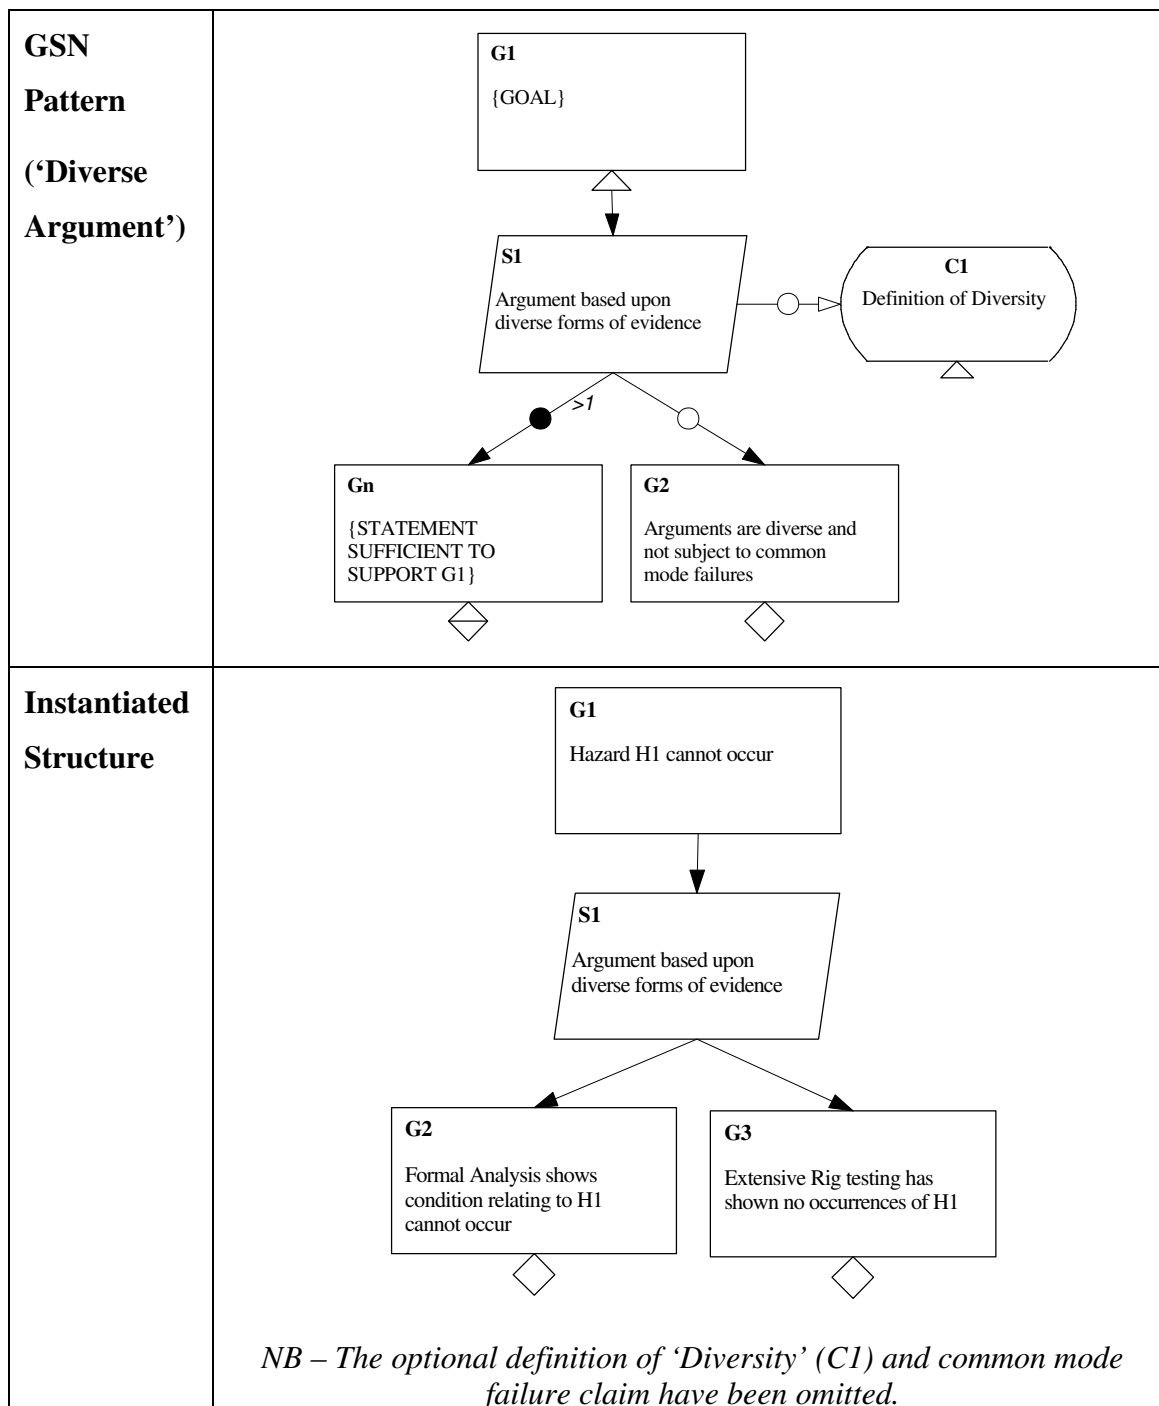 GSN
Pattern
(‘Diverse
Argument’)
G1
{GOAL}
S1
Argument based upon
diverse forms of evidence
C1
Definition of Diversity
>1
Gn
{STATEMENT
SUFFICIENT TO
SUPPORT G1}
G2
Arguments are diverse and
not subject to common
mode failures
Instantiated
Structure
G1
Hazard H1 cannot occur
S1
Argument based upon
diverse forms of evidence
G2
Formal Analysis shows
condition relating to H1
cannot occur
G3
Extensive Rig testing has
shown no occurrences of H1
NB – The optional definition of ‘Diversity’ (C1) and common mode
failure claim have been omitted.